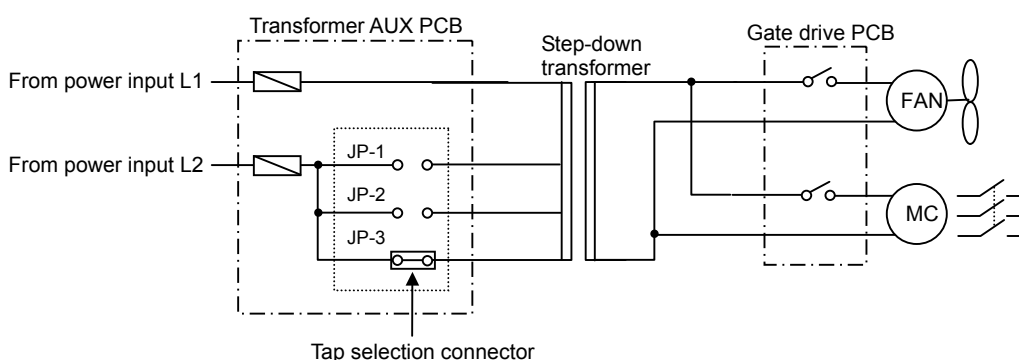 Transformer AUX PCB
Step-down
transformer
Gate drive PCB
From power input L1
FAN
From power input L2
JP-1
JP-2
JP-3
MC
Tap selection connector